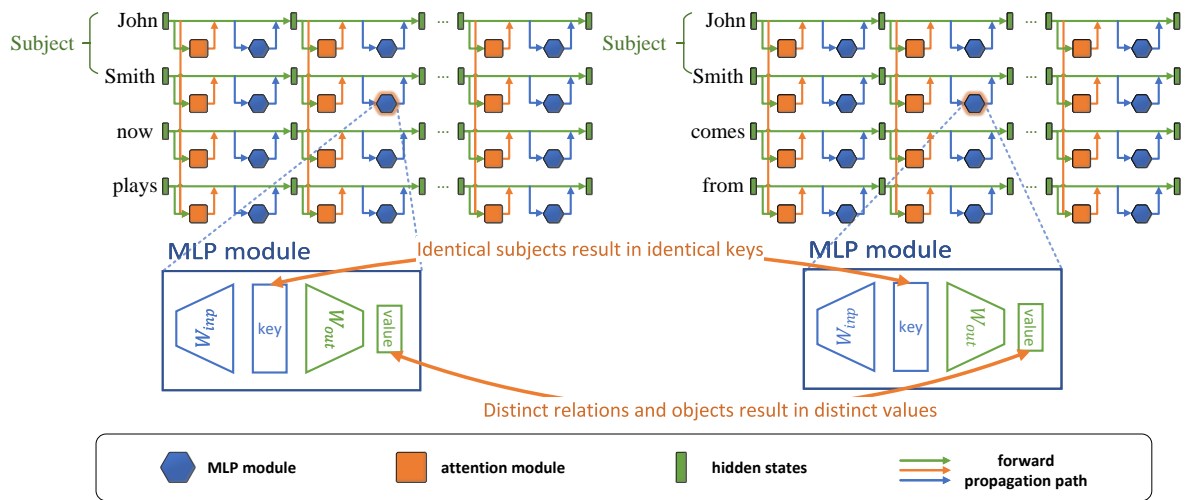 John
Subject
Smith
now
plays
...
...
...
...
John
Subject
Smith
comes
from
...
...
...
...
MLP module
Identical subjects result in identical keys
MLP module
W_inp
key
W_out
value
W_inp
key
W_out
value
Distinct relations and objects result in distinct values
MLP module
attention module
hidden states
forward
propagation path